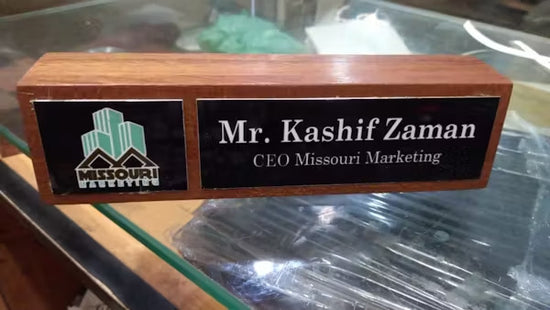 MISSOURI
MARKETING
Mr. Kashif Zaman
CEO Missouri Marketing